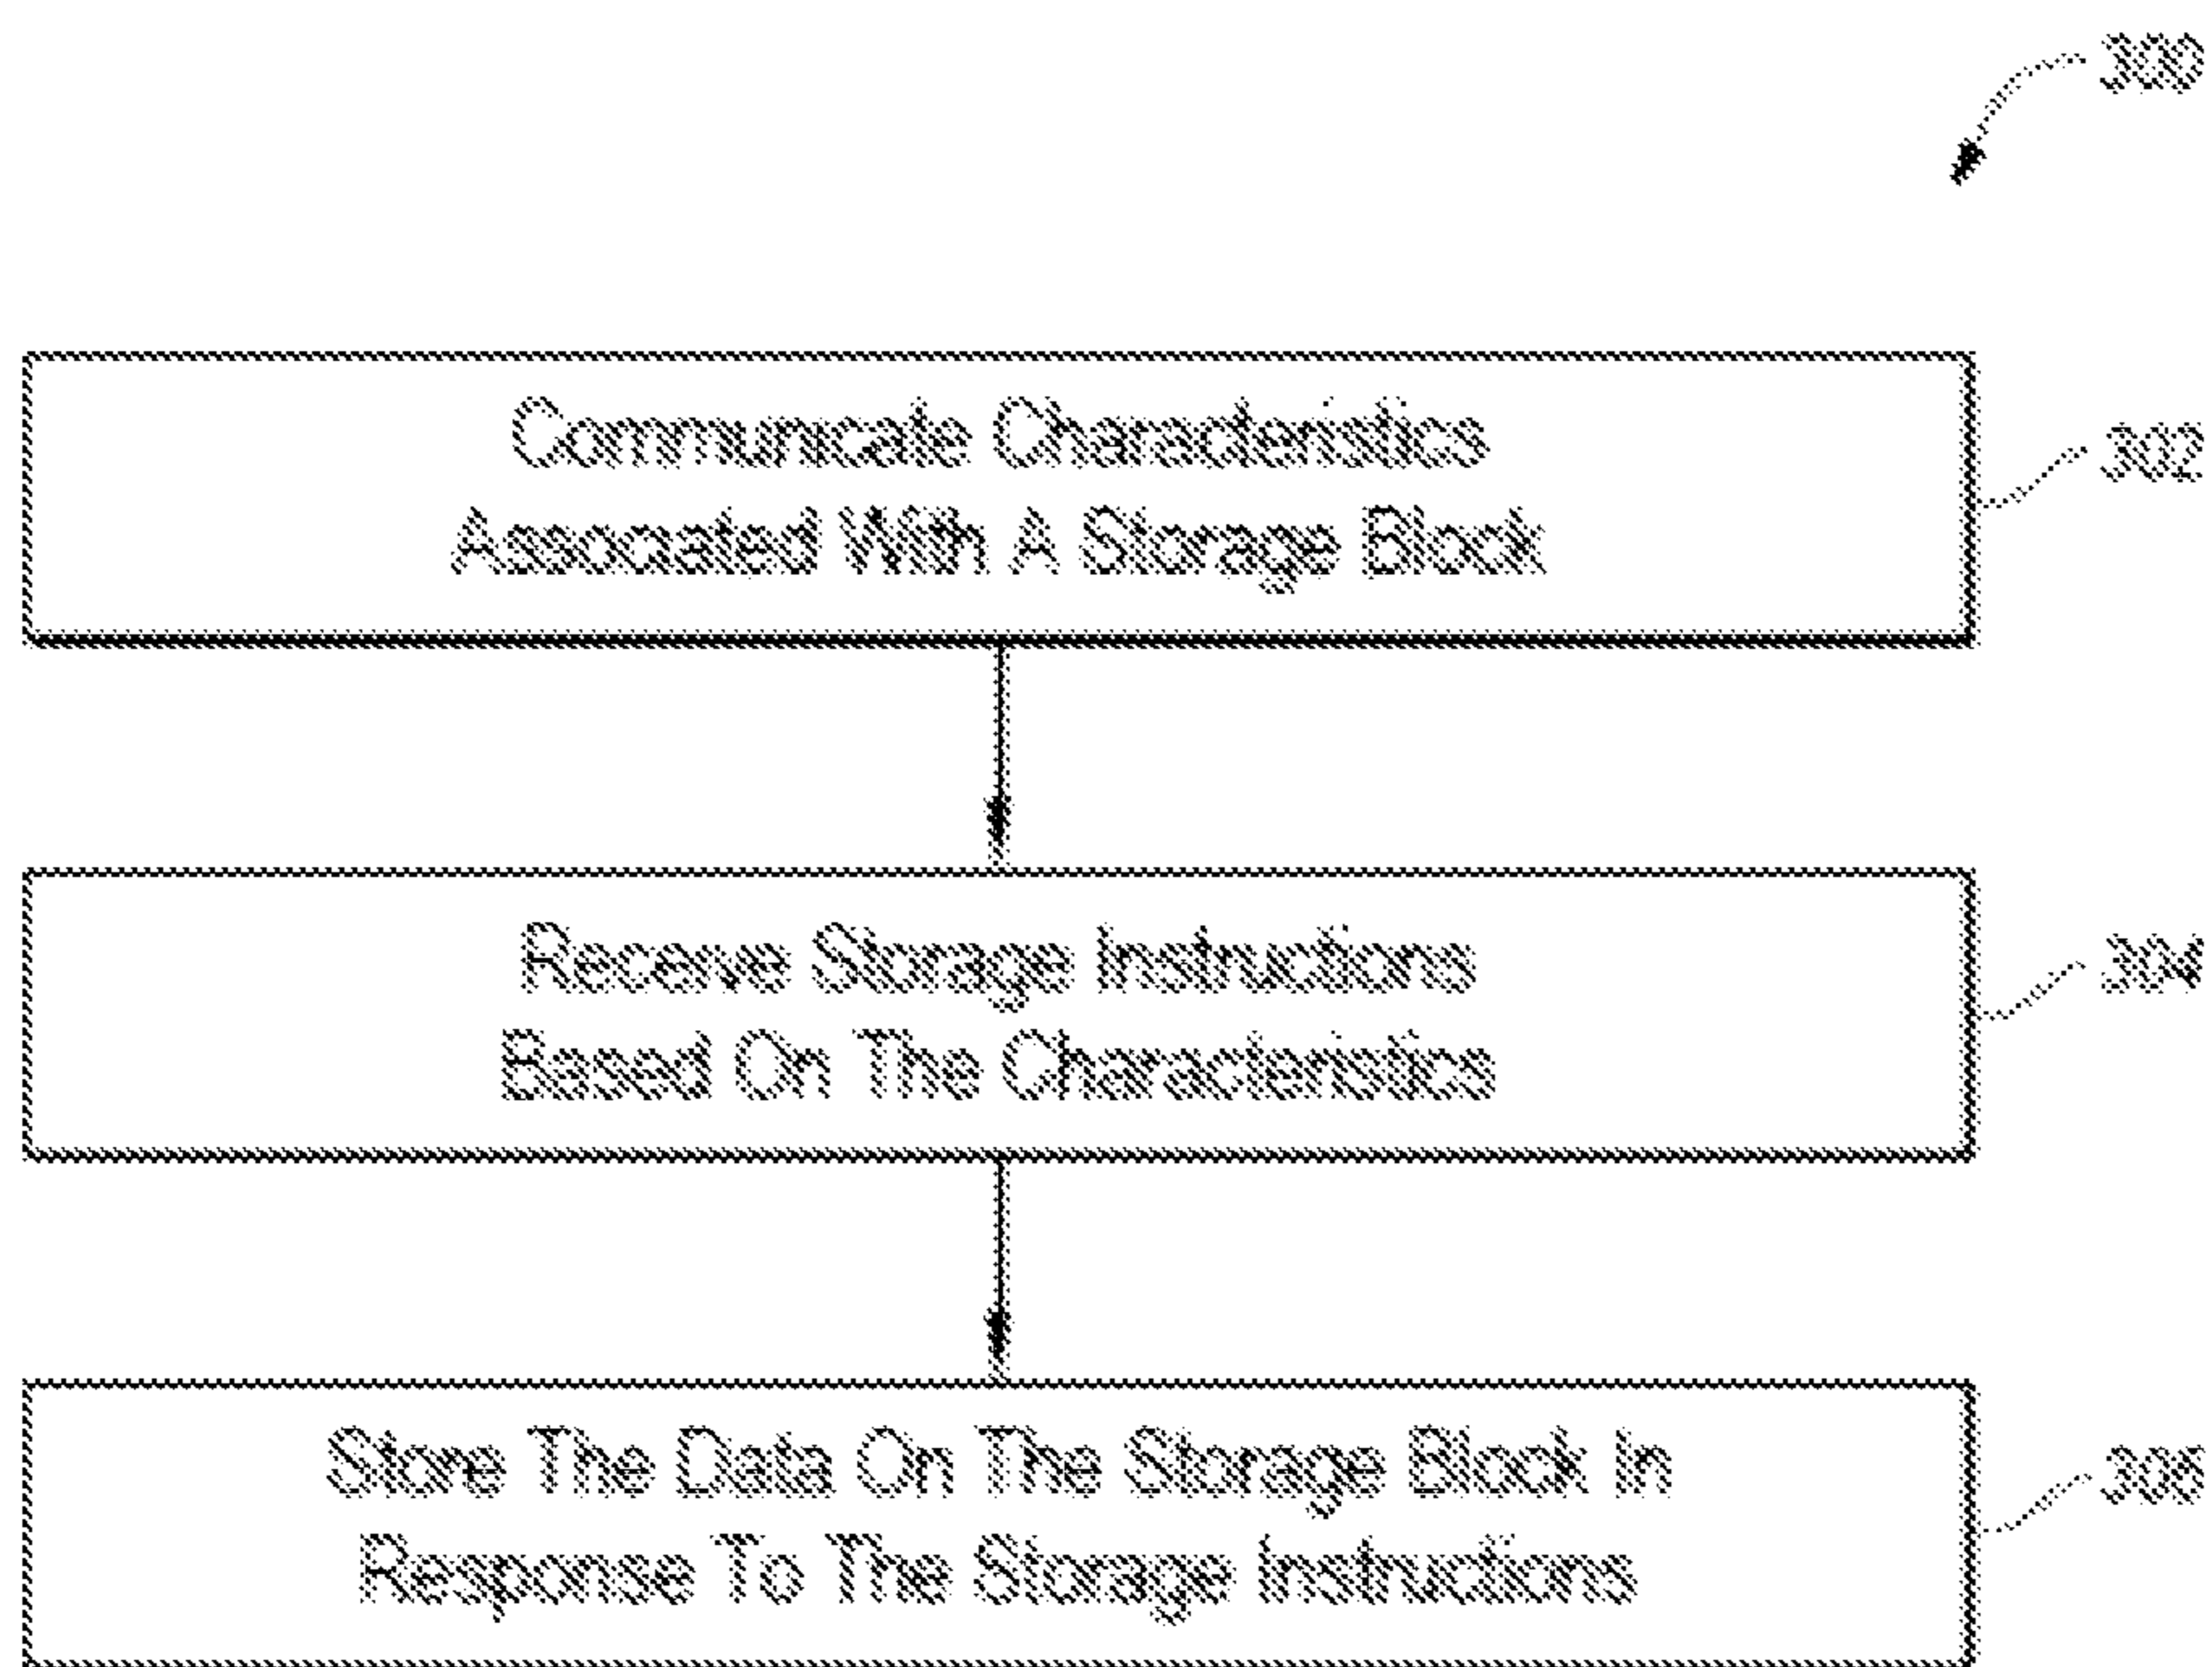 300
Communicate Characteristics
Associated With A Storage Block
302
Receive Storage Instructions
Based On The Characteristics
304
Store The Data On The Storage Block In
Response To The Storage Instructions
306